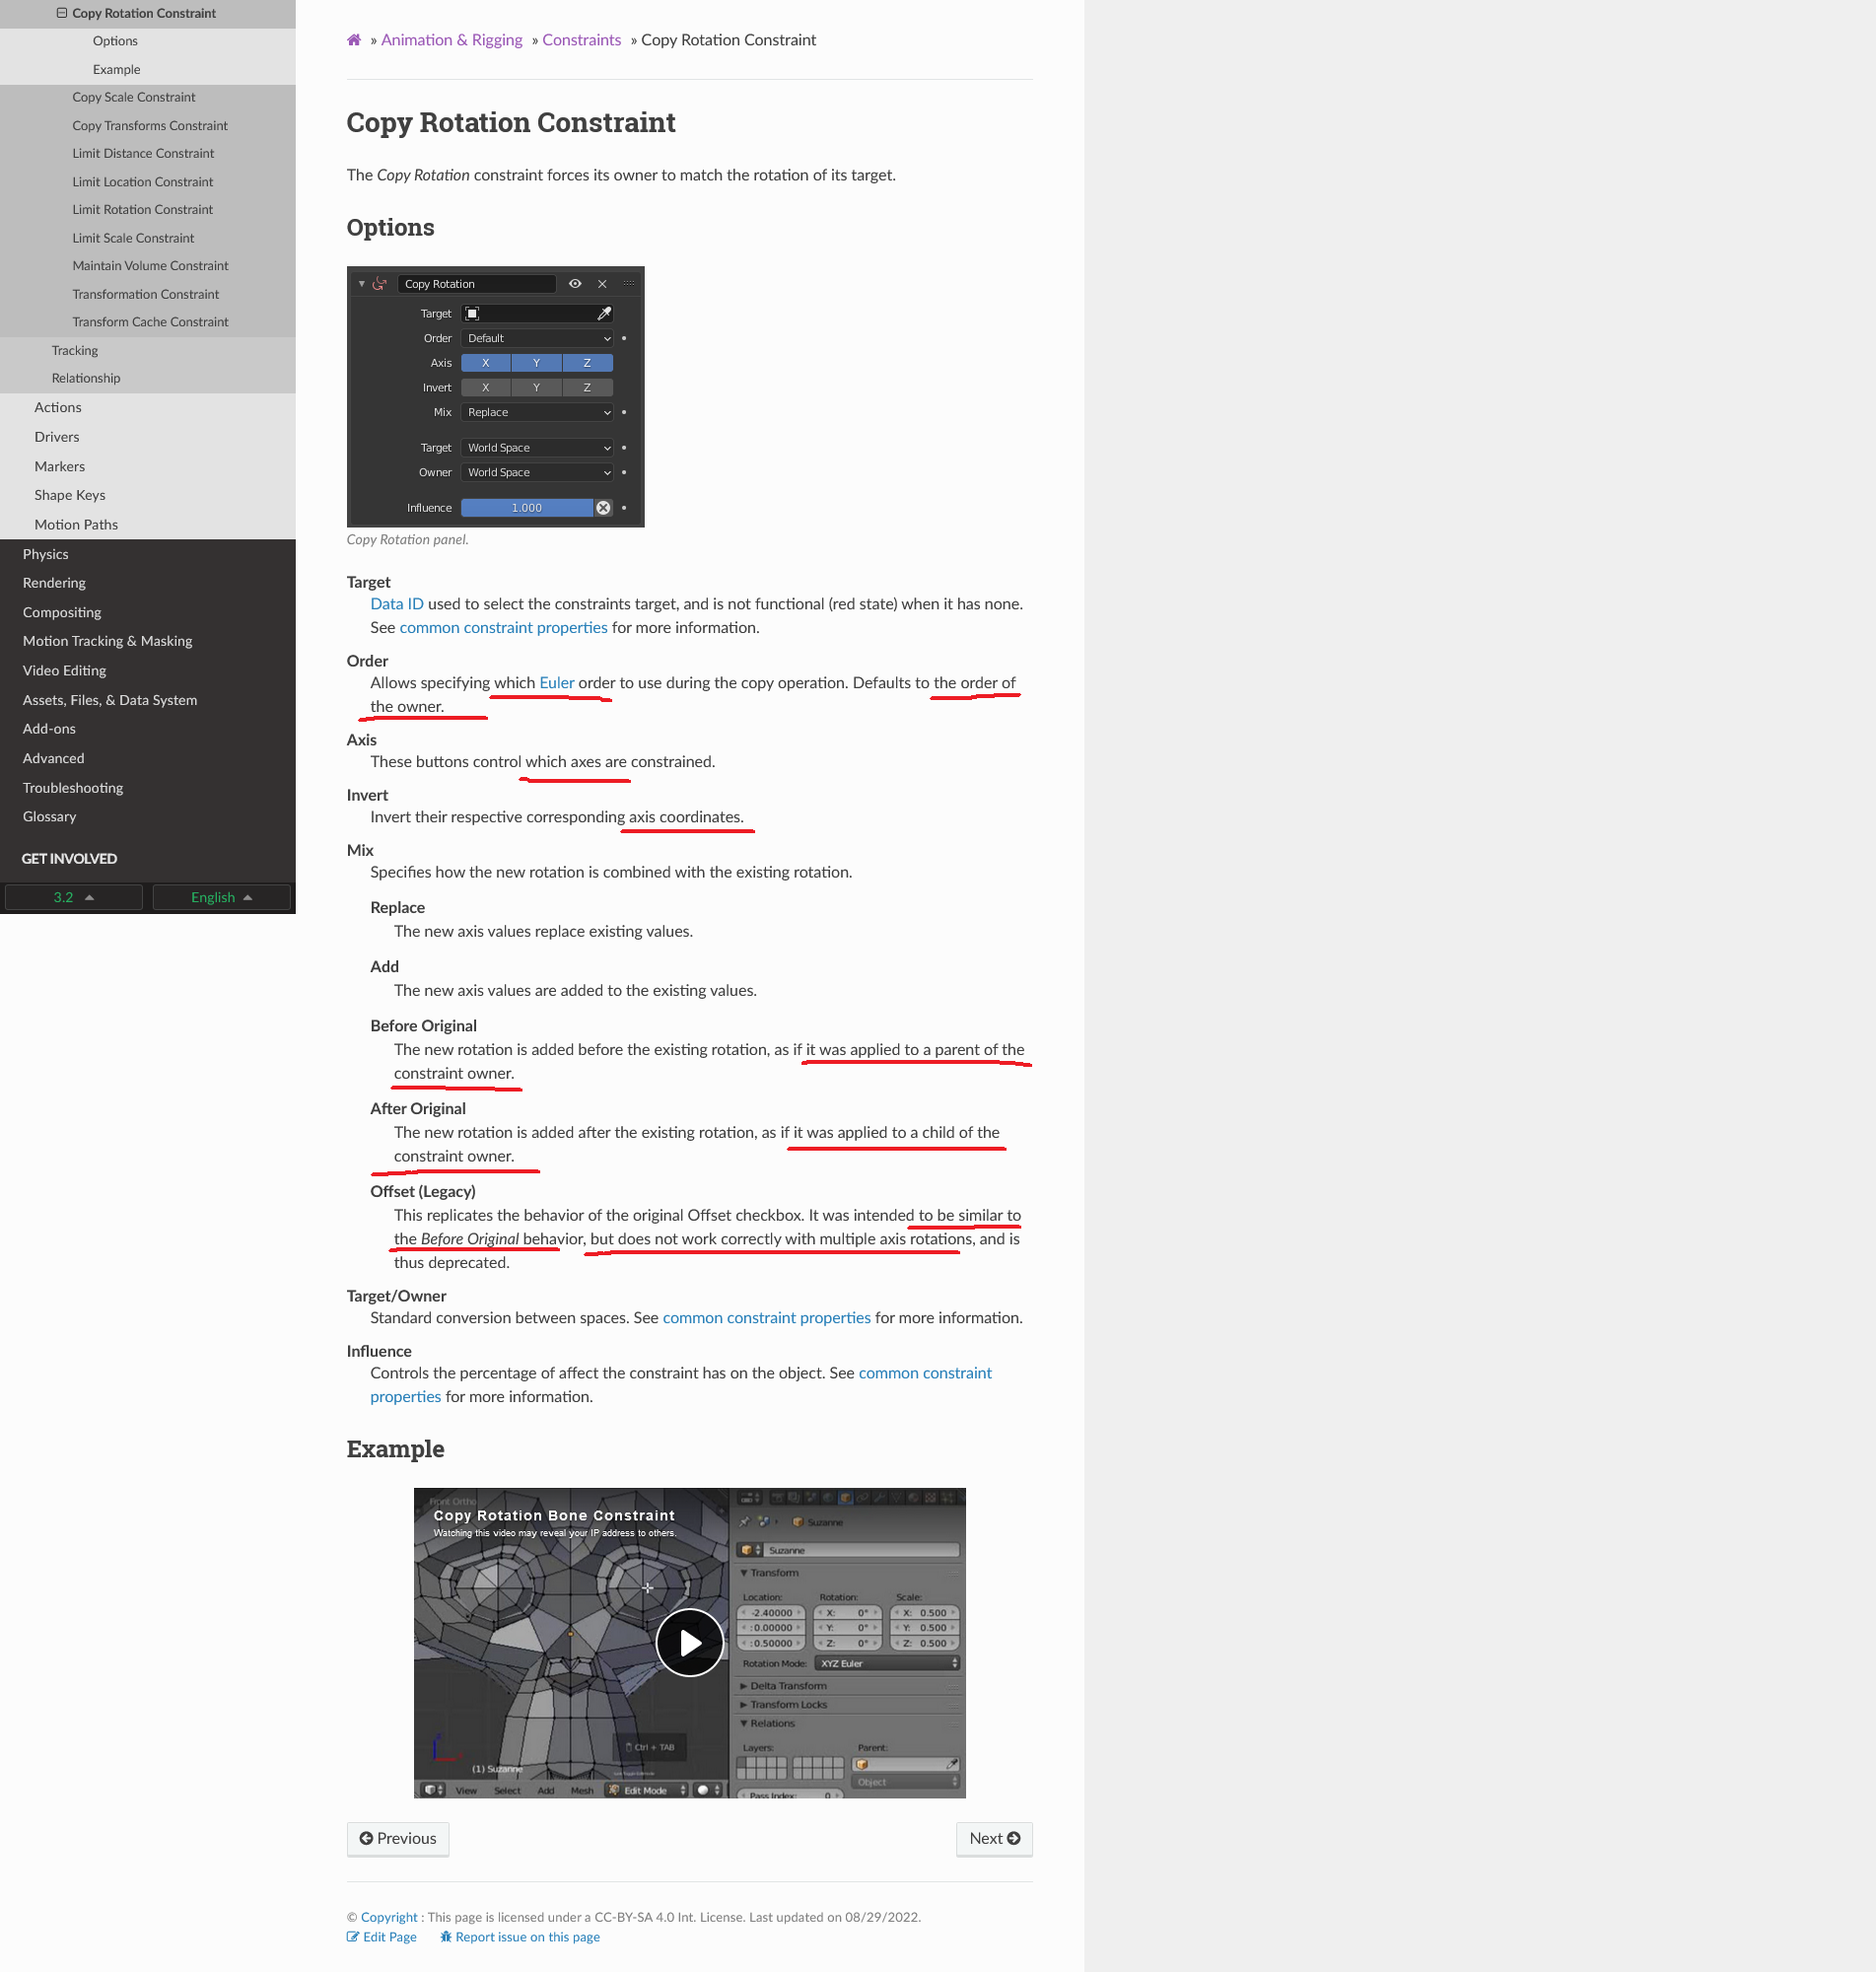 Copy Rotation Constraint
Options
Example
Copy Scale Constraint
Copy Transforms Constraint
Limit Distance Constraint
Limit Location Constraint
Limit Rotation Constraint
Limit Scale Constraint
Maintain Volume Constraint
Transformation Constraint
Transform Cache Constraint
Tracking
Relationship
Actions
Drivers
Markers
Shape Keys
Motion Paths
Physics
Rendering
Compositing
Motion Tracking & Masking
Video Editing
Assets, Files, & Data System
Add-ons
Advanced
Troubleshooting
Glossary
GET INVOLVED
3.2 English
» Animation & Rigging » Constraints » Copy Rotation Constraint
Copy Rotation Constraint
The Copy Rotation constraint forces its owner to match the rotation of its target.
Options
Copy Rotation
Target
Order Default
Axis X Y Z
Invert X Y Z
Mix Replace
Target World Space
Owner World Space
Influence 1.000
Copy Rotation panel.
Target
Data ID used to select the constraints target, and is not functional (red state) when it has none.
See common constraint properties for more information.
Order
Allows specifying which Euler order to use during the copy operation. Defaults to the order of
the owner.
Axis
These buttons control which axes are constrained.
Invert
Invert their respective corresponding axis coordinates.
Mix
Specifies how the new rotation is combined with the existing rotation.
Replace
The new axis values replace existing values.
Add
The new axis values are added to the existing values.
Before Original
The new rotation is added before the existing rotation, as if it was applied to a parent of the
constraint owner.
After Original
The new rotation is added after the existing rotation, as if it was applied to a child of the
constraint owner.
Offset (Legacy)
This replicates the behavior of the original Offset checkbox. It was intended to be similar to
the Before Original behavior, but does not work correctly with multiple axis rotations, and is
thus deprecated.
Target/Owner
Standard conversion between spaces. See common constraint properties for more information.
Influence
Controls the percentage of affect the constraint has on the object. See common constraint
properties for more information.
Example
Front Ortho
Copy Rotation Bone Constraint
Watching this video may reveal your IP address to others.
Ctrl + TAB
(1) Suzanne
View Select Add Mesh Edit Mode
Suzanne
Suzanne
Transform
Location: Rotation: Scale:
-2.40000 X: 0° X: 0.500
: 0.00000 Y: 0° Y: 0.500
: 0.50000 Z: 0° Z: 0.500
Rotation Mode: XYZ Euler
Delta Transform
Transform Locks
Relations
Layers: Parent:
Object
Pass Index: 0
Previous Next
© Copyright : This page is licensed under a CC-BY-SA 4.0 Int. License. Last updated on 08/29/2022.
Edit Page Report issue on this page